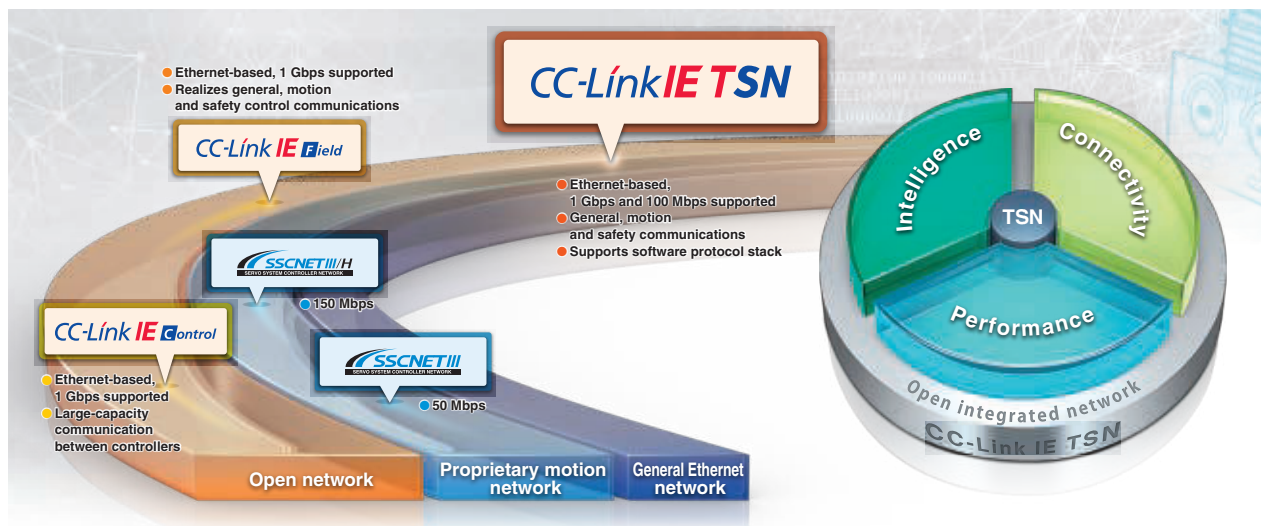 Ethernet-based, 1 Gbps supported
Realizes general, motion
and safety control communications
CC-Link IE Field
CC-Link IE TSN
Ethernet-based,
1 Gbps and 100 Mbps supported
General, motion
and safety communications
Supports software protocol stack
SSCNETIII/H
SERVO SYSTEM CONTROLLER NETWORK
150 Mbps
CC-Link IE Control
Ethernet-based,
1 Gbps supported
Large-capacity
communication
between controllers
SSCNETIII
SERVO SYSTEM CONTROLLER NETWORK
50 Mbps
Open network
Proprietary motion
network
General Ethernet
network
Intelligence
Connectivity
TSN
Performance
Open integrated network
CC-Link IE TSN